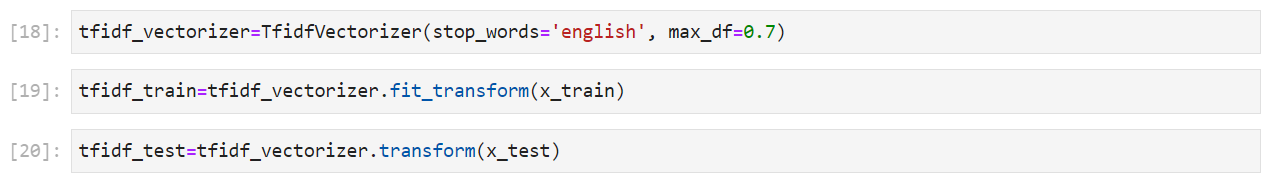 [18]: tfidf_vectorizer=TfidfVectorizer(stop_words='english', max_df=0.7)
[19]: tfidf_train=tfidf_vectorizer.fit_transform(x_train)
[20]: tfidf_test=tfidf_vectorizer.transform(x_test)